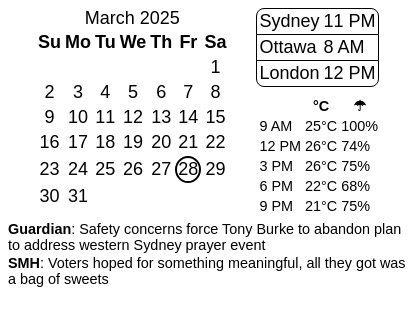 March 2025
Su Mo Tu We Th Fr Sa
1
2 3 4 5 6 7 8
9 10 11 12 13 14 15
16 17 18 19 20 21 22
23 24 25 26 27 28 29
30 31
Sydney 11 PM
Ottawa 8 AM
London 12 PM
°C ☂
9 AM 25°C 100%
12 PM 26°C 74%
3 PM 26°C 75%
6 PM 22°C 68%
9 PM 21°C 75%
Guardian: Safety concerns force Tony Burke to abandon plan
to address western Sydney prayer event
SMH: Voters hoped for something meaningful, all they got was
a bag of sweets